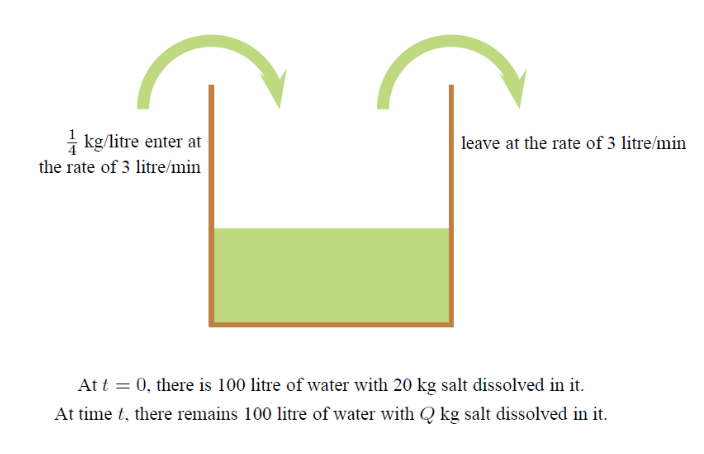 1/4 kg/litre enter at
the rate of 3 litre/min
leave at the rate of 3 litre/min
At t = 0, there is 100 litre of water with 20 kg salt dissolved in it.
At time t, there remains 100 litre of water with Q kg salt dissolved in it.